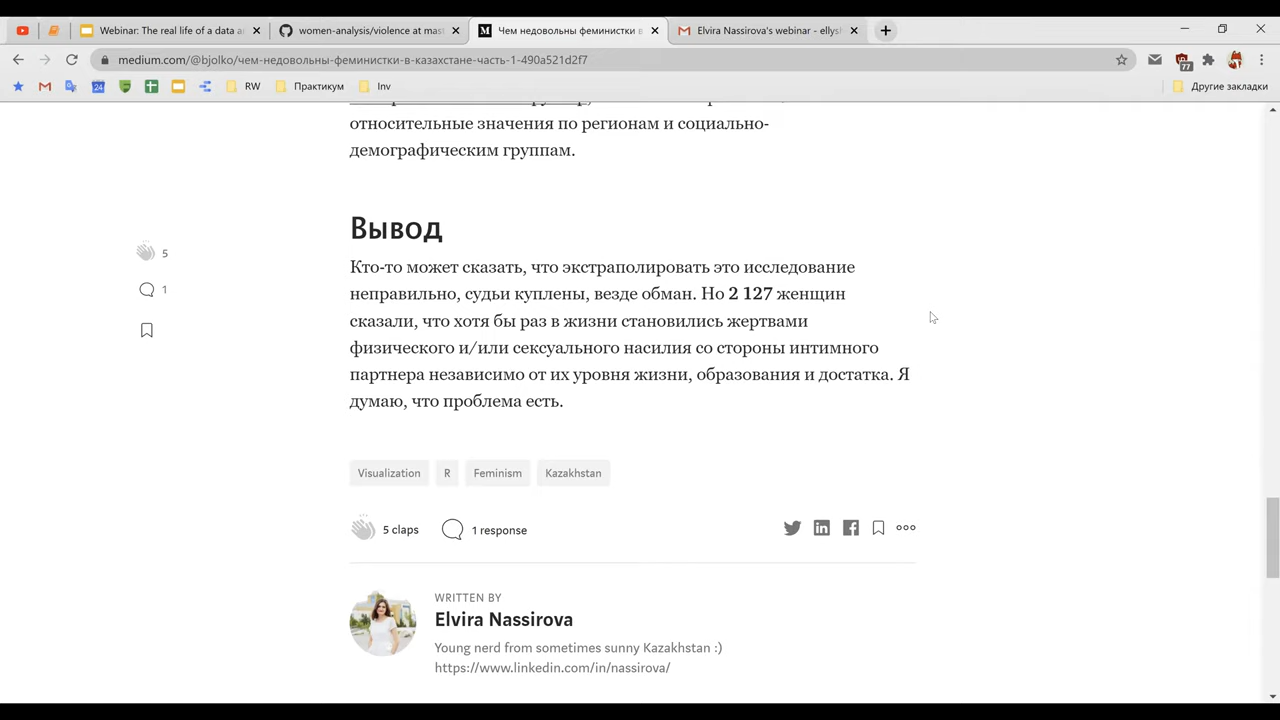 Webinar: The real life of a data a
women-analysis/violence at mast
Чем недовольны феминистки в
Elvira Nassirova's webinar - ellysh
medium.com/@bjolko/чем-недовольны-феминистки-в-казахстане-часть-1-490a521d2f7
77
24
RW
Практикум
Inv
Другие закладки
относительные значения по регионам и социально-
демографическим группам.
Вывод
Кто-то может сказать, что экстраполировать это исследование
неправильно, судьи куплены, везде обман. Но 2 127 женщин
сказали, что хотя бы раз в жизни становились жертвами
физического и/или сексуального насилия со стороны интимного
партнера независимо от их уровня жизни, образования и достатка. Я
думаю, что проблема есть.
5
1
Visualization
R
Feminism
Kazakhstan
5 claps
1 response
WRITTEN BY
Elvira Nassirova
Young nerd from sometimes sunny Kazakhstan :)
https://www.linkedin.com/in/nassirova/